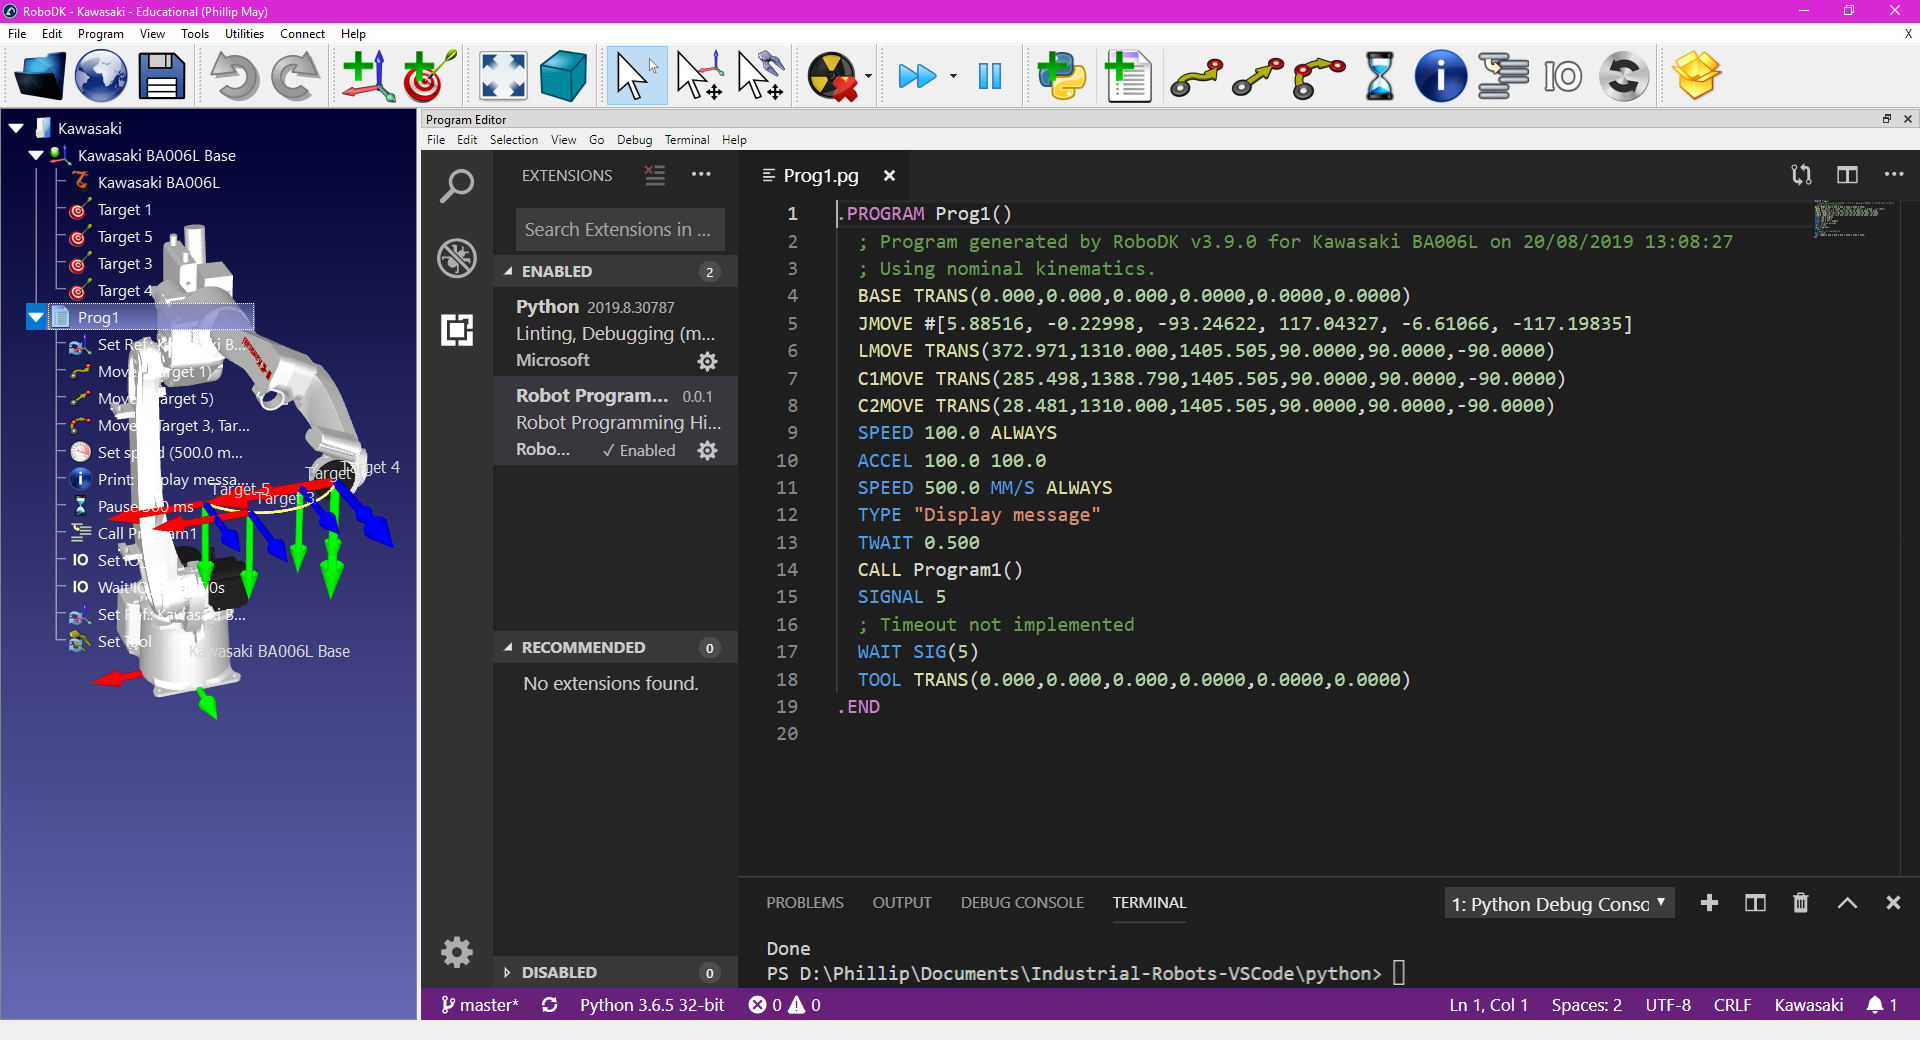 RoboDK - Kawasaki - Educational (Phillip May)
File Edit Program View Tools Utilities Connect Help X
IO
Kawasaki
Kawasaki BA006L Base
Kawasaki BA006L
Target 1
Target 5
Target 3
Target 4
Prog1
Set Ref.: Kawasaki B...
Move (Target 1)
Move (Target 5)
Move (Target 3, Tar...
Set speed (500.0 m...
Print: Display messa...
Pause 500 ms
Call Program1
IO Set IO
IO Wait IO
Set Ref.: Kawasaki B...
Set Tool
Target 4
Target
Target 5
Target 3
Kawasaki BA006L Base
Program Editor
File Edit Selection View Go Debug Terminal Help
EXTENSIONS
Search Extensions in ...
ENABLED 2
Python 2019.8.30787
Linting, Debugging (m...
Microsoft
Robot Program... 0.0.1
Robot Programming Hi...
Robo... ✓ Enabled
RECOMMENDED 0
No extensions found.
DISABLED 0
Prog1.pg
1 .PROGRAM Prog1()
2 ; Program generated by RoboDK v3.9.0 for Kawasaki BA006L on 20/08/2019 13:08:27
3 ; Using nominal kinematics.
4 BASE TRANS(0.000,0.000,0.000,0.0000,0.0000,0.0000)
5 JMOVE #[5.88516, -0.22998, -93.24622, 117.04327, -6.61066, -117.19835]
6 LMOVE TRANS(372.971,1310.000,1405.505,90.0000,90.0000,-90.0000)
7 C1MOVE TRANS(285.498,1388.790,1405.505,90.0000,90.0000,-90.0000)
8 C2MOVE TRANS(28.481,1310.000,1405.505,90.0000,90.0000,-90.0000)
9 SPEED 100.0 ALWAYS
10 ACCEL 100.0 100.0
11 SPEED 500.0 MM/S ALWAYS
12 TYPE "Display message"
13 TWAIT 0.500
14 CALL Program1()
15 SIGNAL 5
16 ; Timeout not implemented
17 WAIT SIG(5)
18 TOOL TRANS(0.000,0.000,0.000,0.0000,0.0000,0.0000)
19 .END
20
PROBLEMS OUTPUT DEBUG CONSOLE TERMINAL 1: Python Debug Consc
Done
PS D:\Phillip\Documents\Industrial-Robots-VSCode\python>
master* Python 3.6.5 32-bit 0 0 Ln 1, Col 1 Spaces: 2 UTF-8 CRLF Kawasaki 1